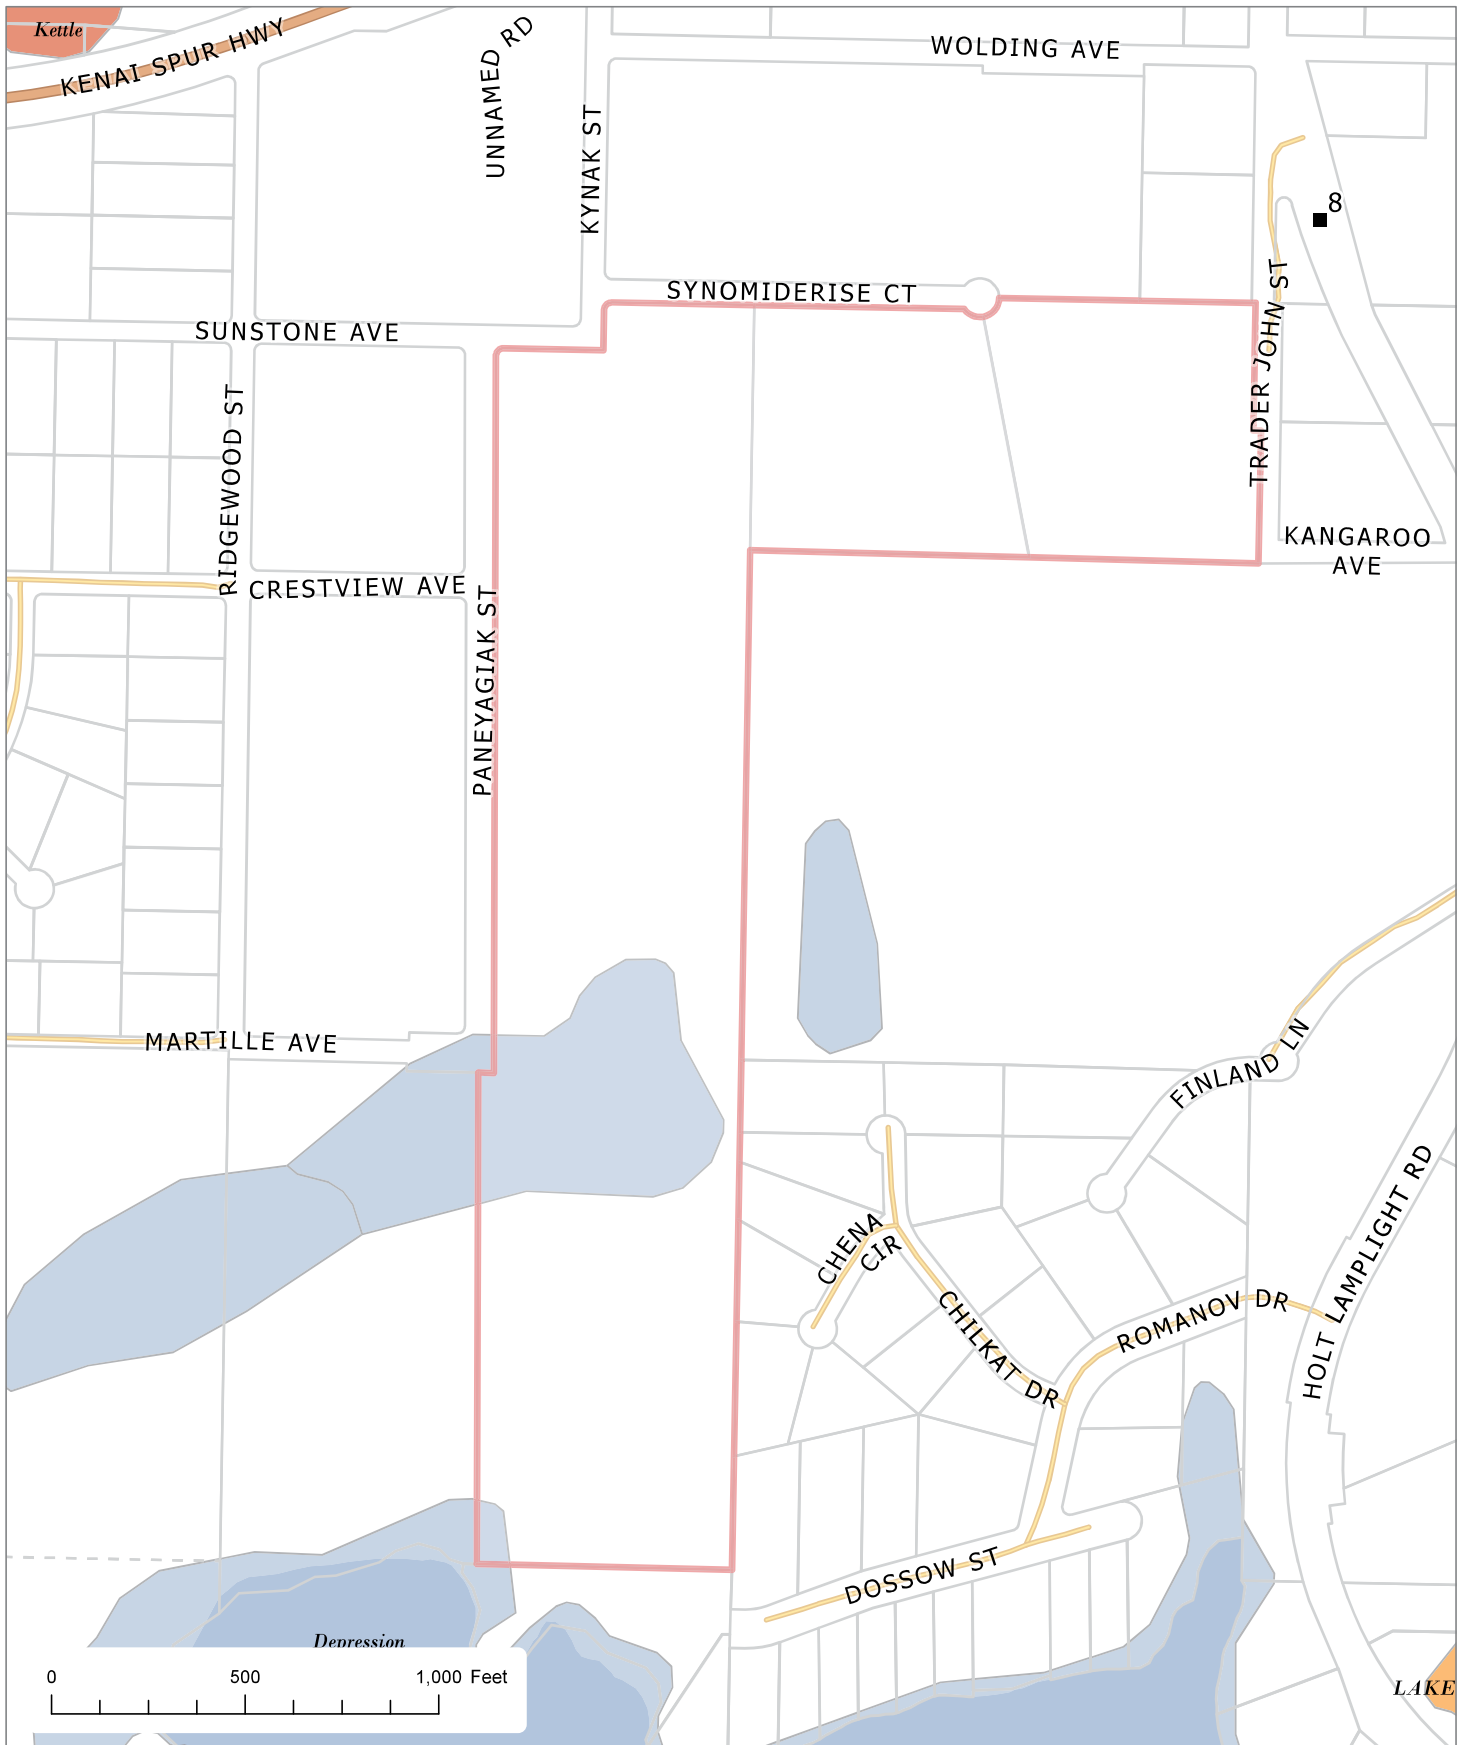 Kettle
KENAI SPUR HWY
UNNAMED RD
WOLDING AVE
KYNAK ST
8
SYNOMIDERISE CT
SUNSTONE AVE
TRADER JOHN ST
RIDGEWOOD ST
KANGAROO
AVE
CRESTVIEW AVE
PANEYAGIAK ST
MARTILLE AVE
FINLAND LN
HOLT LAMPLIGHT RD
CHENA
CIR
CHILKAT DR
ROMANOV DR
DOSSOW ST
Depression
0 500 1,000 Feet
LAKE